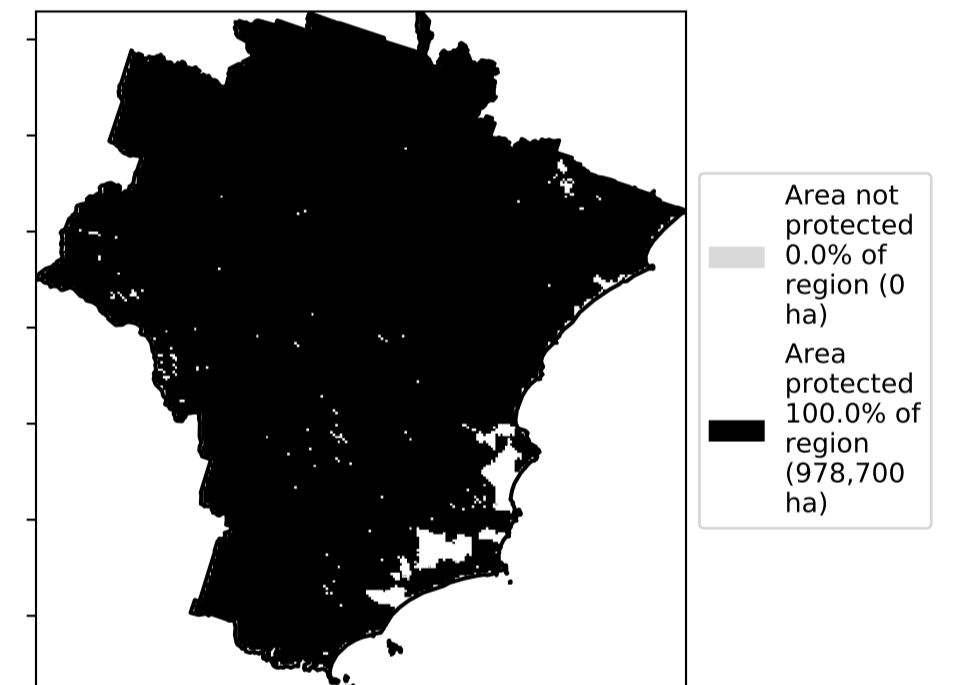 Area not
protected
0.0% of
region (0
ha)
Area
protected
100.0% of
region
(978,700
ha)